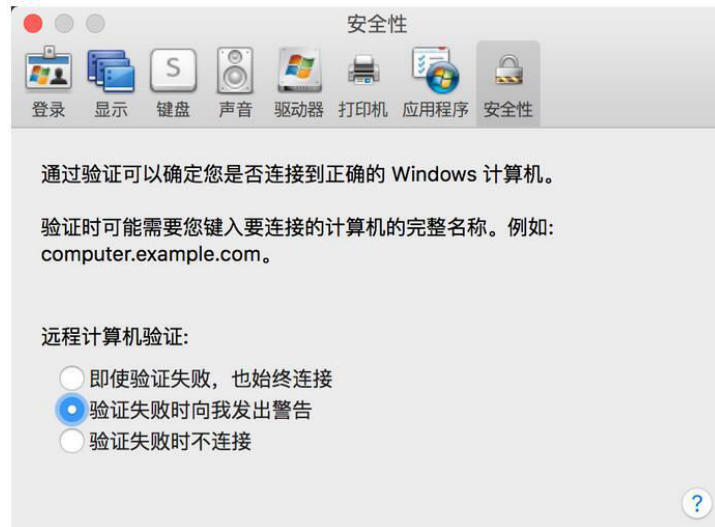 安全性
S
登录 显示 键盘 声音 驱动器 打印机 应用程序 安全性
通过验证可以确定您是否连接到正确的 Windows 计算机。
验证时可能需要您键入要连接的计算机的完整名称。例如:
computer.example.com。
远程计算机验证:
即使验证失败，也始终连接
验证失败时向我发出警告
验证失败时不连接
?